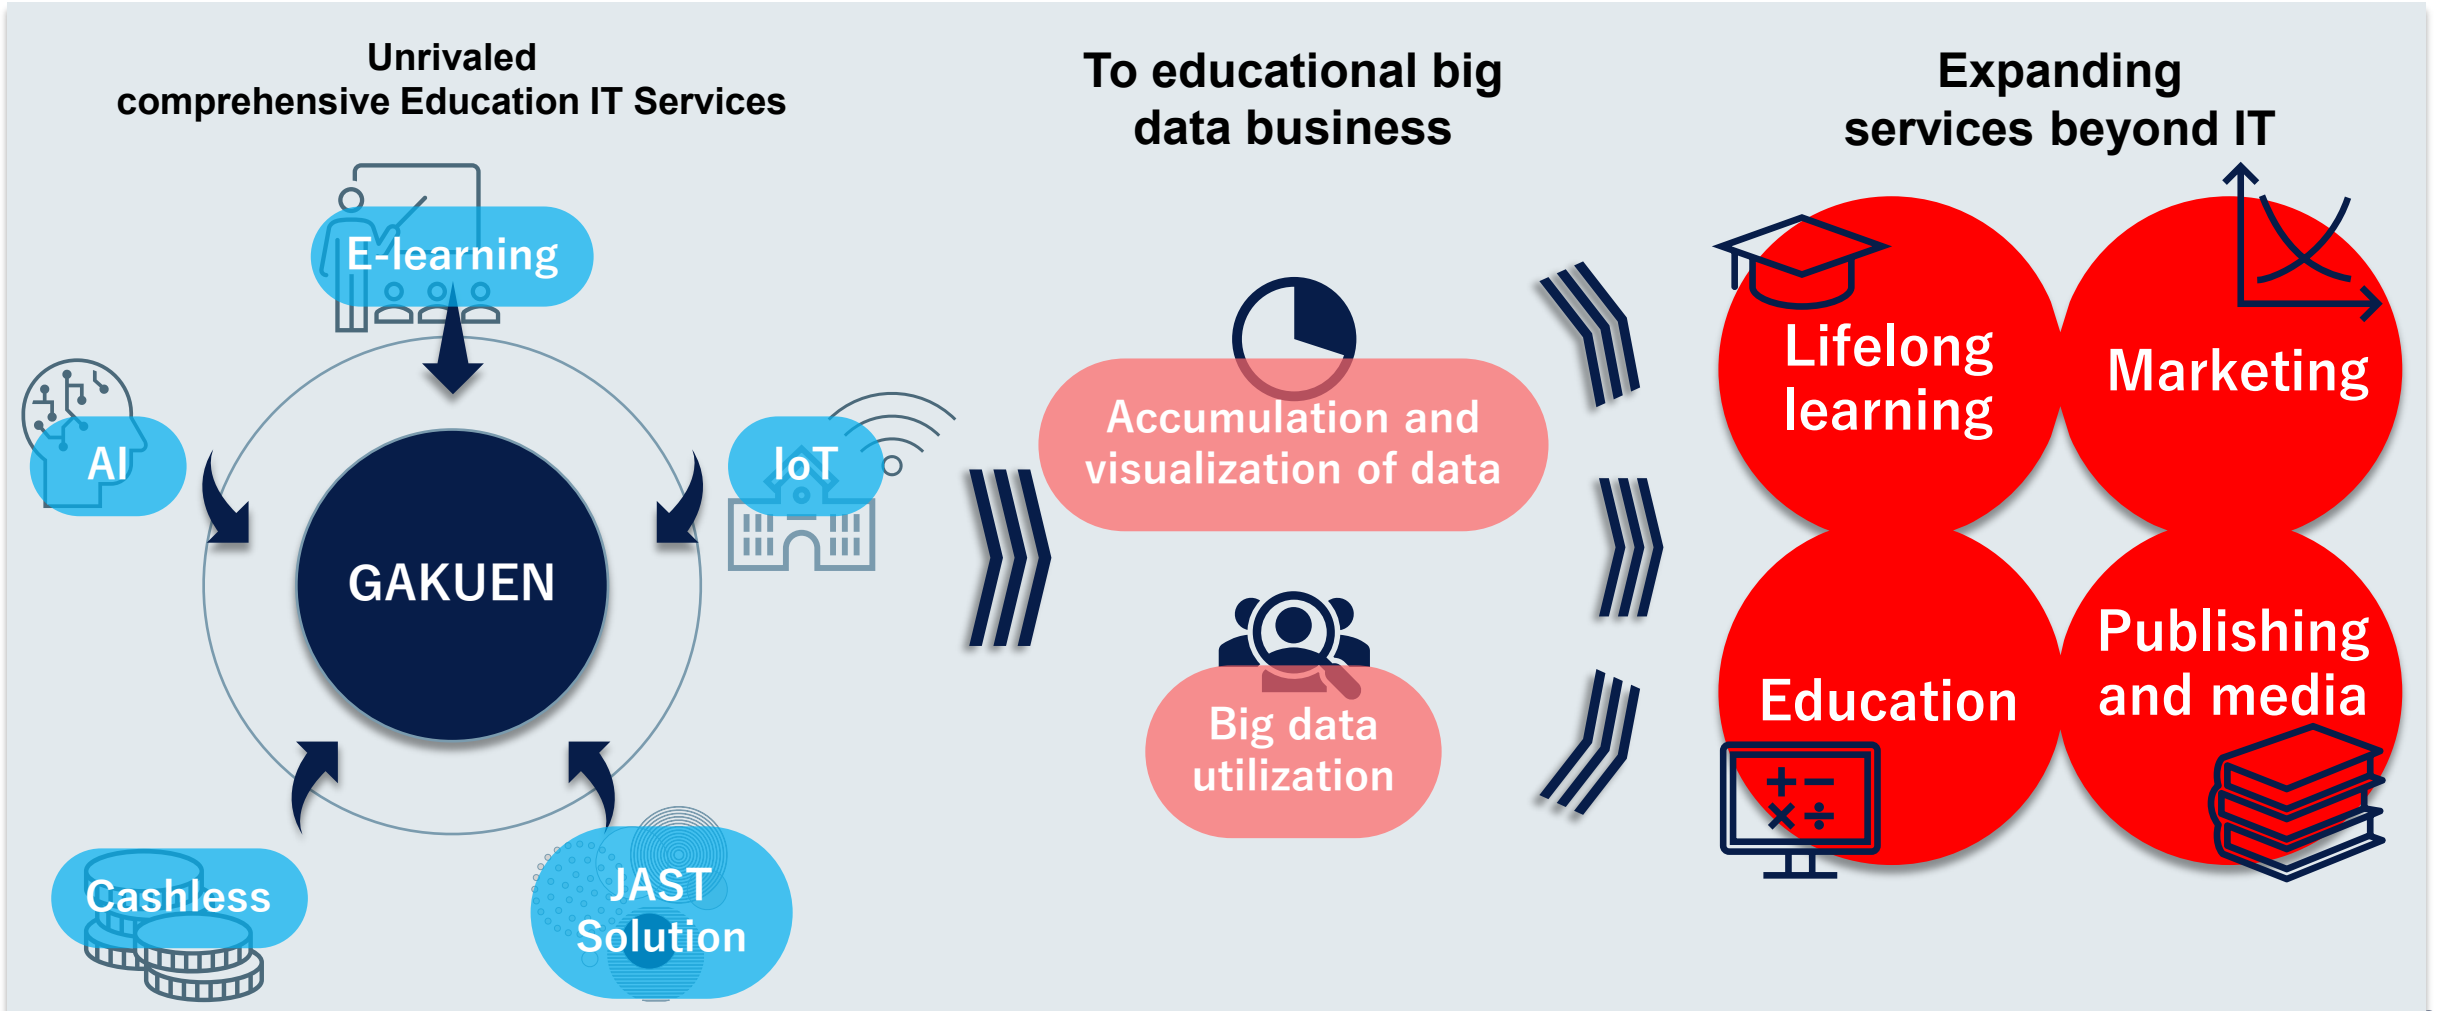 Unrivaled
comprehensive Education IT Services
E-learning
AI
IoT
GAKUEN
Cashless
JAST
Solution
To educational big
data business
Accumulation and
visualization of data
Big data
utilization
Expanding
services beyond IT
Lifelong
learning
Marketing
Education
Publishing
and media